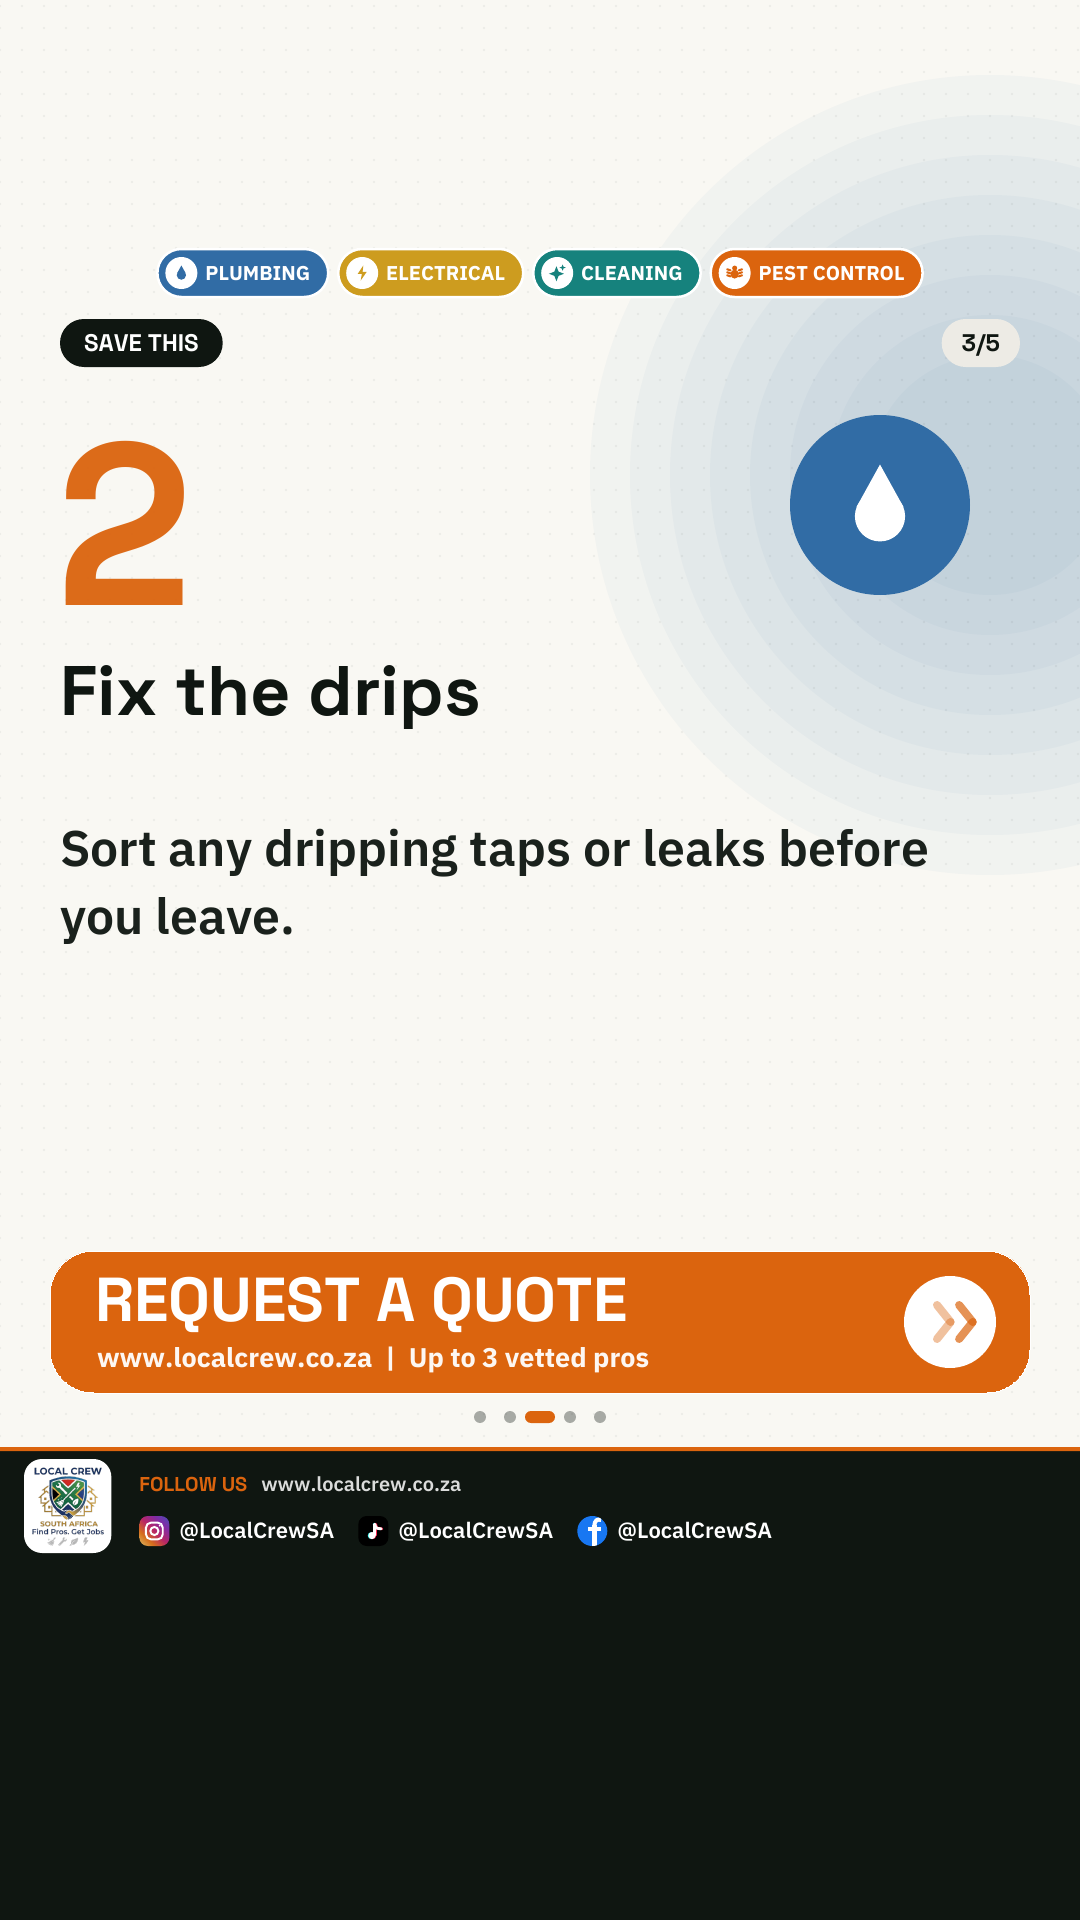 PLUMBING
ELECTRICAL
CLEANING
PEST CONTROL
SAVE THIS
3/5
2
Fix the drips
Sort any dripping taps or leaks before
you leave.
REQUEST A QUOTE
www.localcrew.co.za | Up to 3 vetted pros
LOCAL CREW
SOUTH AFRICA
Find Pros. Get Jobs
FOLLOW US www.localcrew.co.za
@LocalCrewSA @LocalCrewSA @LocalCrewSA